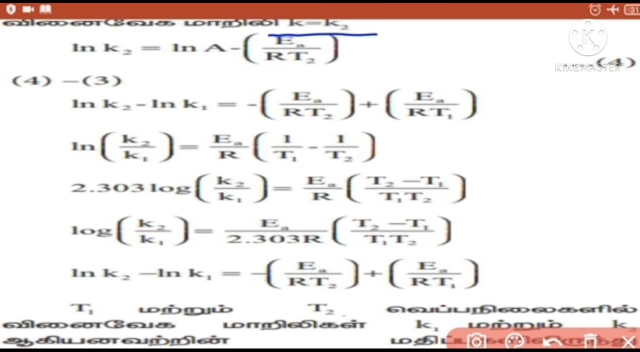 வினைவேக மாறிலி k=k₂
ln k₂ = ln A - (Eₐ/RT₂) ----(4)
KINEMASTER
(4) –(3)
ln k₂ - ln k₁ = -(Eₐ/RT₂) + (Eₐ/RT₁)
ln(k₂/k₁) = Eₐ/R (1/T₁ - 1/T₂)
2.303 log(k₂/k₁) = Eₐ/R (T₂ –T₁/T₁T₂)
log(k₂/k₁) = Eₐ/2.303R (T₂ –T₁/T₁T₂)
ln k₂ –ln k₁ = -(Eₐ/RT₂) + (Eₐ/RT₁)
T₁ மற்றும் T₂ வெப்பநிலைகளில்
வினைவேக மாறிலிகள் k₁ மற்றும் k₂
ஆகியனவற்றின்